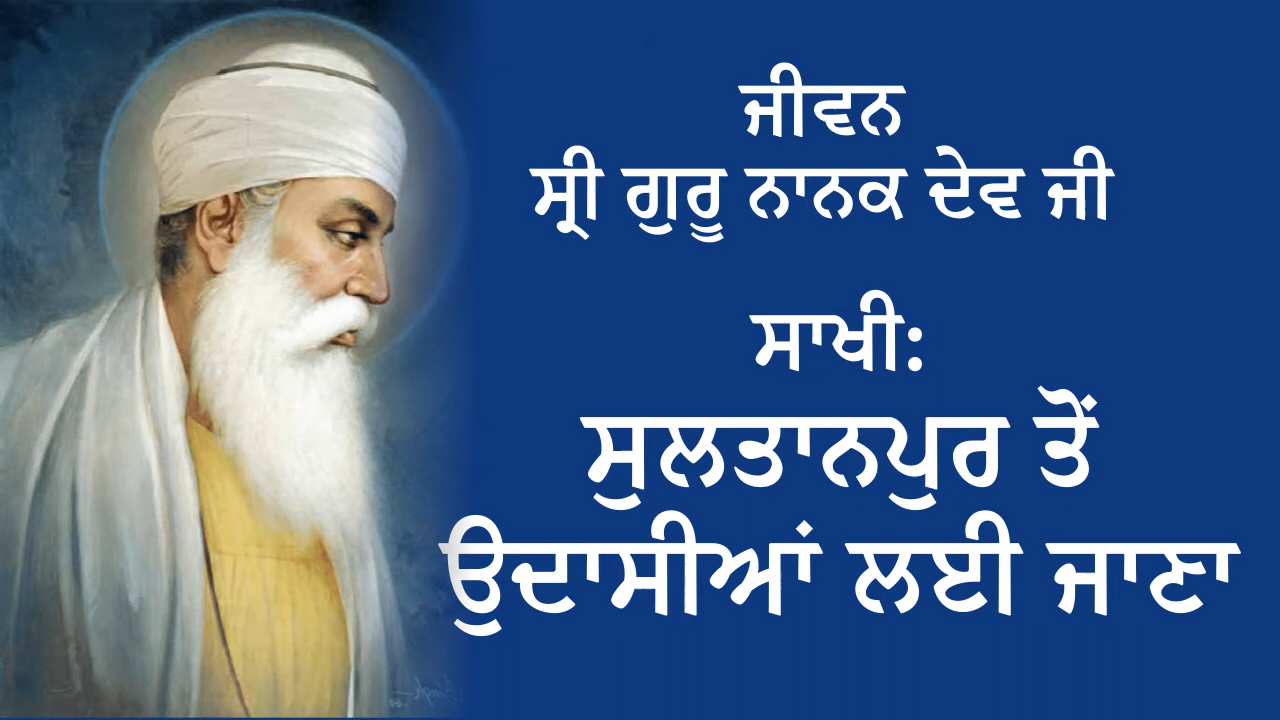 ਜੀਵਨ
ਸ੍ਰੀ ਗੁਰੂ ਨਾਨਕ ਦੇਵ ਜੀ
ਸਾਖੀ:
ਸੁਲਤਾਨਪੁਰ ਤੋਂ
ਉਦਾਸੀਆਂ ਲਈ ਜਾਣਾ